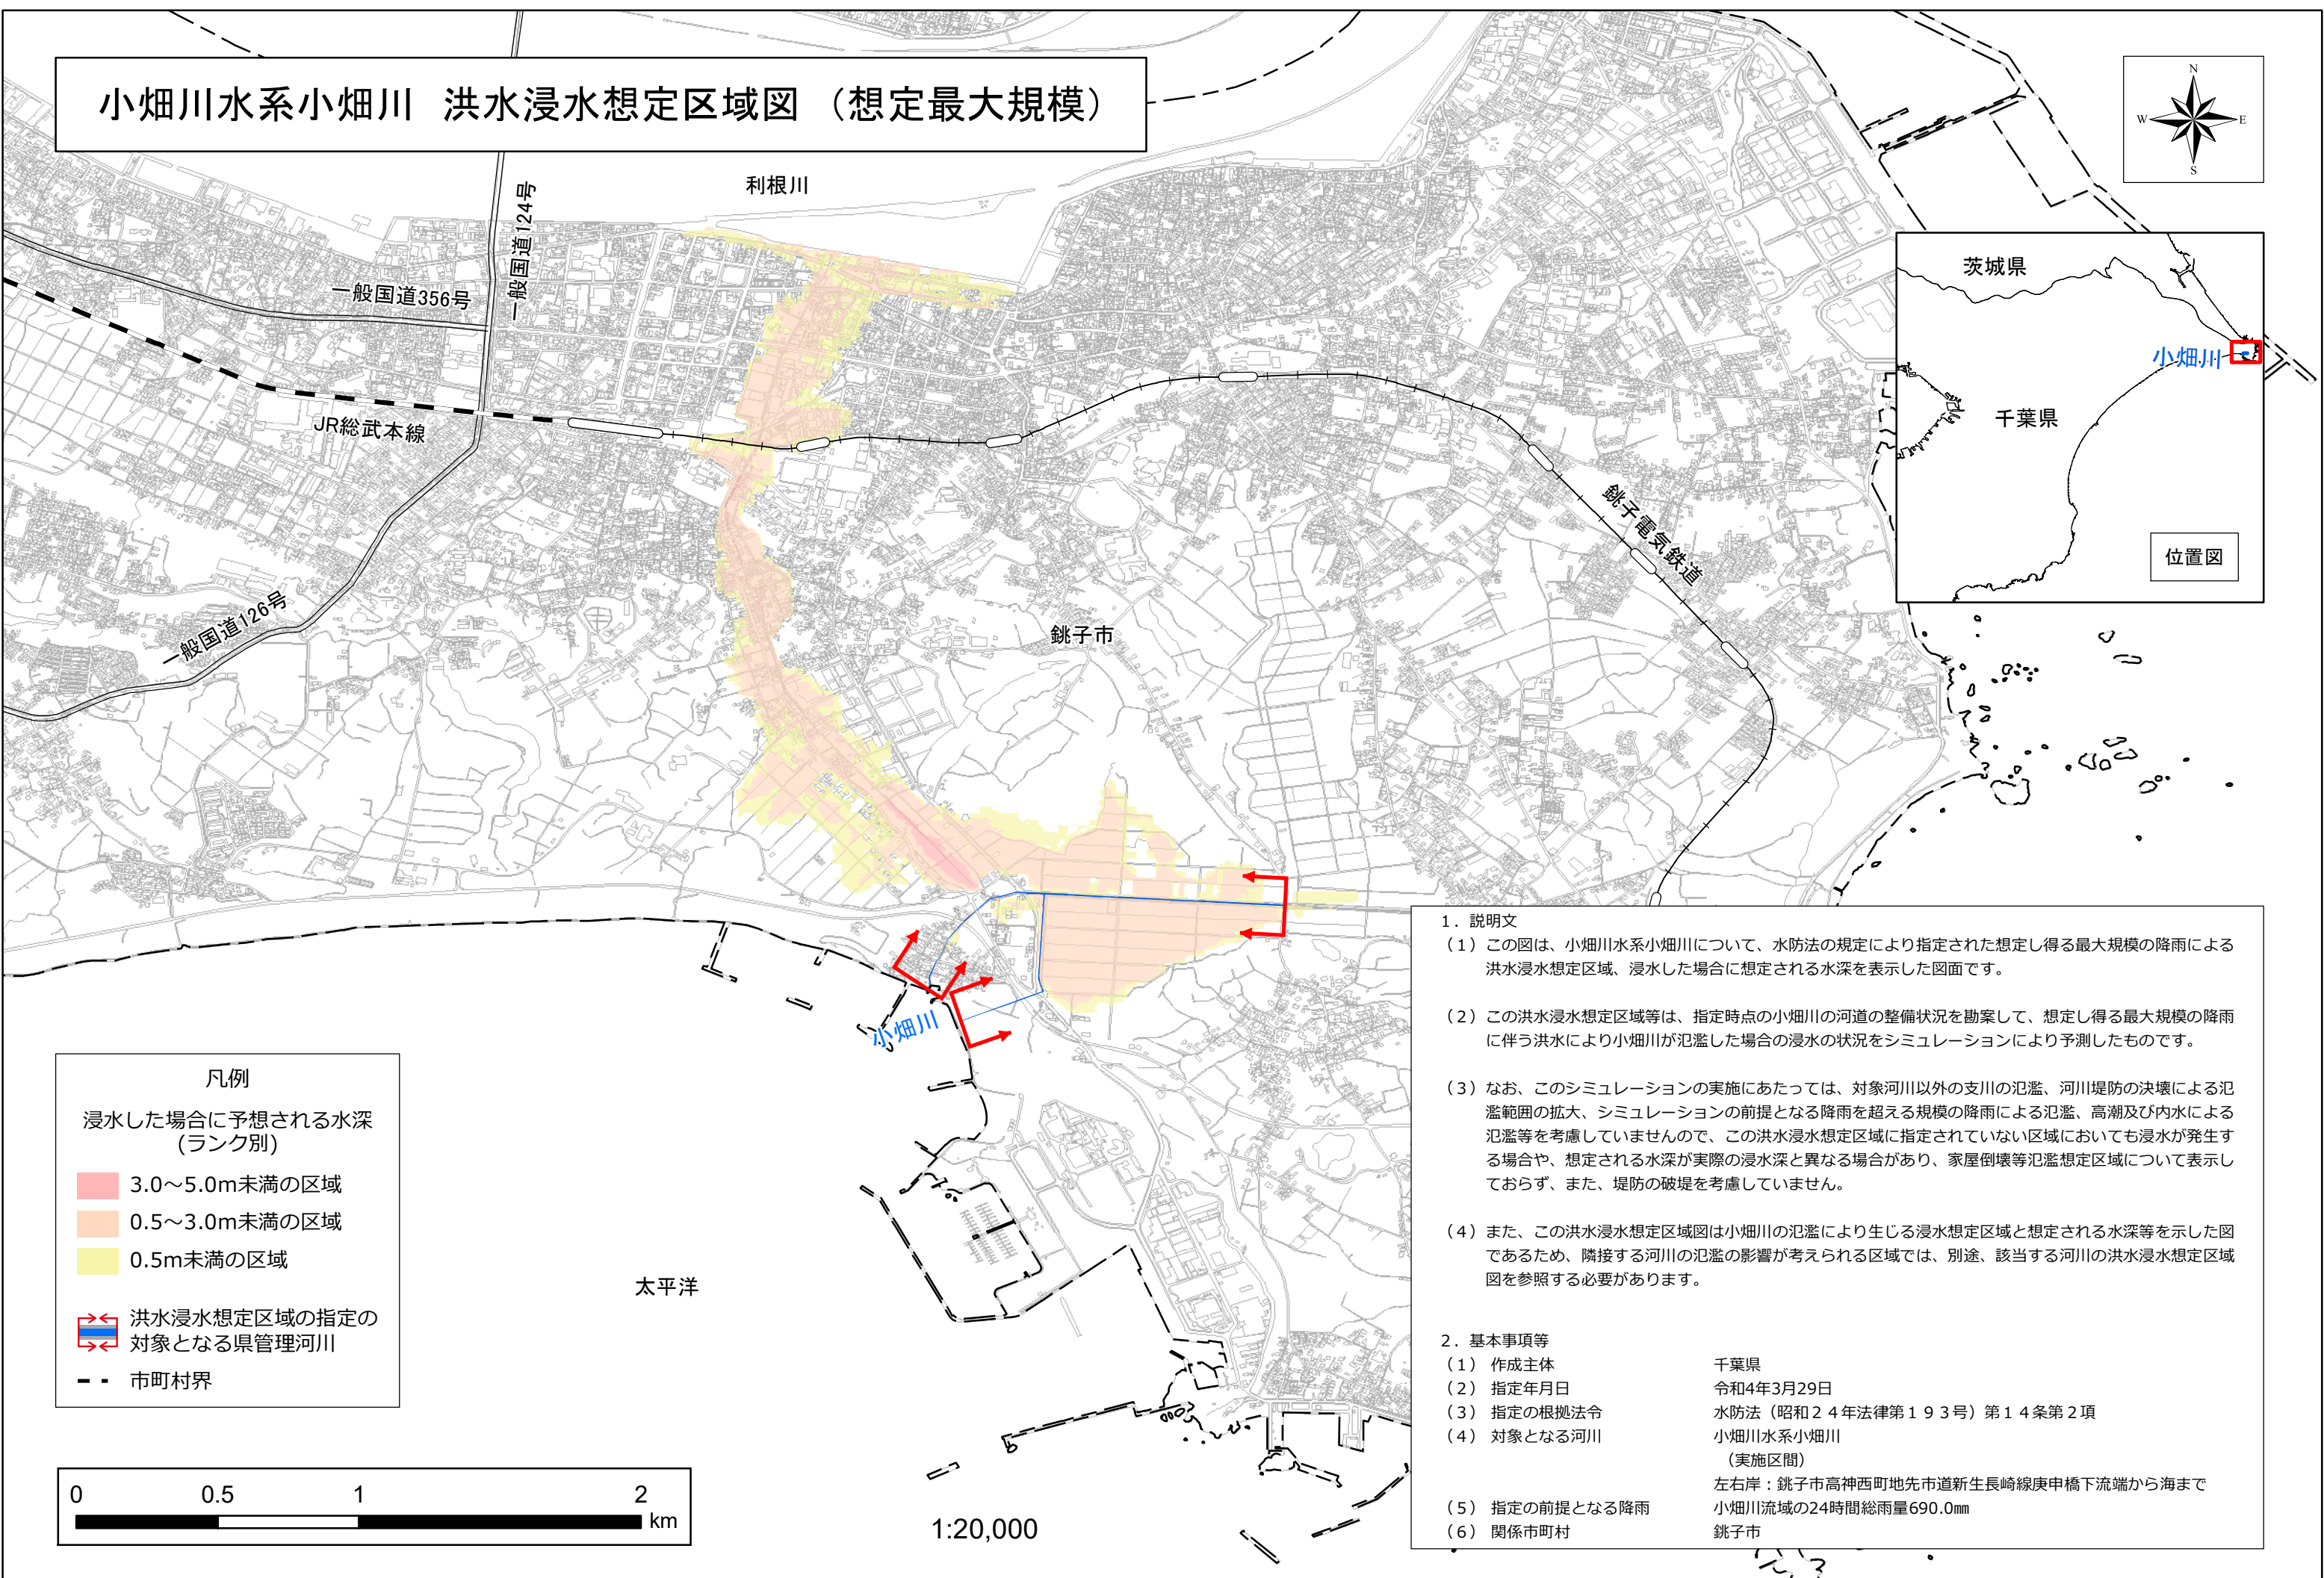 小畑川水系小畑川 洪水浸水想定区域図 （想定最大規模）
N
W
E
S
利根川
一般国道124号
一般国道356号
JR総武本線
一般国道126号
銚子電気鉄道
銚子市
茨城県
小畑川
千葉県
位置図
小畑川
太平洋
凡例
浸水した場合に予想される水深
(ランク別)
3.0～5.0m未満の区域
0.5～3.0m未満の区域
0.5m未満の区域
洪水浸水想定区域の指定の
対象となる県管理河川
市町村界
0 0.5 1 2
km
1:20,000
1．説明文
（1）この図は、小畑川水系小畑川について、水防法の規定により指定された想定し得る最大規模の降雨による
洪水浸水想定区域、浸水した場合に想定される水深を表示した図面です。
（2）この洪水浸水想定区域等は、指定時点の小畑川の河道の整備状況を勘案して、想定し得る最大規模の降雨
に伴う洪水により小畑川が氾濫した場合の浸水の状況をシミュレーションにより予測したものです。
（3）なお、このシミュレーションの実施にあたっては、対象河川以外の支川の氾濫、河川堤防の決壊による氾
濫範囲の拡大、シミュレーションの前提となる降雨を超える規模の降雨による氾濫、高潮及び内水による
氾濫等を考慮していませんので、この洪水浸水想定区域に指定されていない区域においても浸水が発生す
る場合や、想定される水深が実際の浸水深と異なる場合があり、家屋倒壊等氾濫想定区域について表示し
ておらず、また、堤防の破堤を考慮していません。
（4）また、この洪水浸水想定区域図は小畑川の氾濫により生じる浸水想定区域と想定される水深等を示した図
であるため、隣接する河川の氾濫の影響が考えられる区域では、別途、該当する河川の洪水浸水想定区域
図を参照する必要があります。
2．基本事項等
（1） 作成主体 千葉県
（2） 指定年月日 令和4年3月29日
（3） 指定の根拠法令 水防法（昭和２４年法律第１９３号）第１４条第２項
（4） 対象となる河川 小畑川水系小畑川
（実施区間）
左右岸：銚子市高神西町地先市道新生長崎線庚申橋下流端から海まで
（5） 指定の前提となる降雨 小畑川流域の24時間総雨量690.0㎜
（6） 関係市町村 銚子市